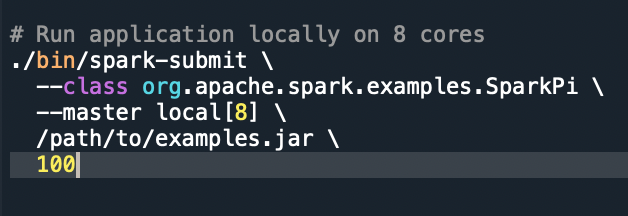 # Run application locally on 8 cores
./bin/spark-submit \
--class org.apache.spark.examples.SparkPi \
--master local[8] \
/path/to/examples.jar \
100